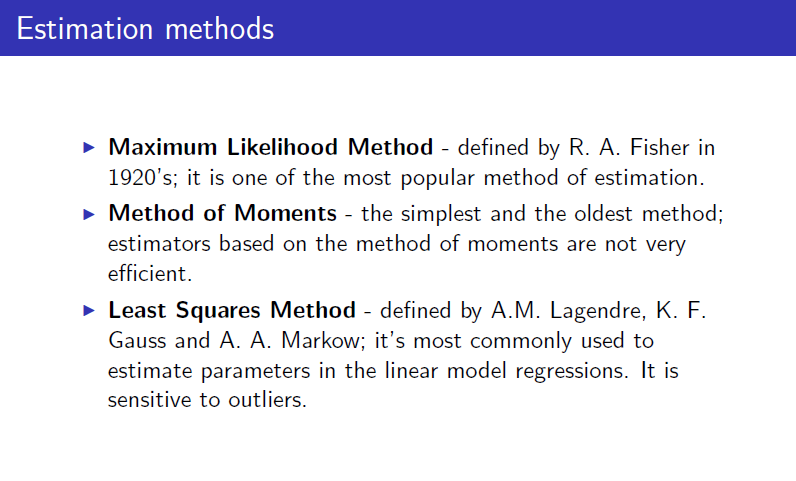 Estimation methods
Maximum Likelihood Method - defined by R. A. Fisher in
1920's; it is one of the most popular method of estimation.
Method of Moments - the simplest and the oldest method;
estimators based on the method of moments are not very
efficient.
Least Squares Method - defined by A.M. Lagendre, K. F.
Gauss and A. A. Markow; it's most commonly used to
estimate parameters in the linear model regressions. It is
sensitive to outliers.